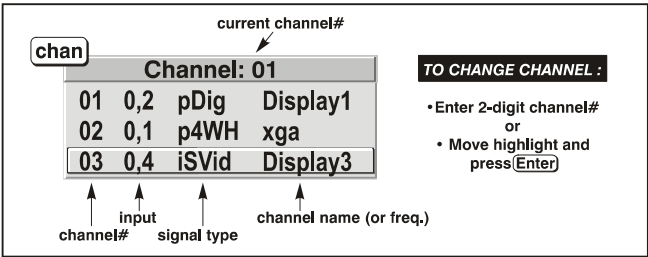 current channel#
chan
Channel: 01
01 0,2 pDig Display1
02 0,1 p4WH xga
03 0,4 iSVid Display3
channel#
input
signal type
channel name (or freq.)
TO CHANGE CHANNEL :
•Enter 2-digit channel#
or
• Move highlight and
press Enter